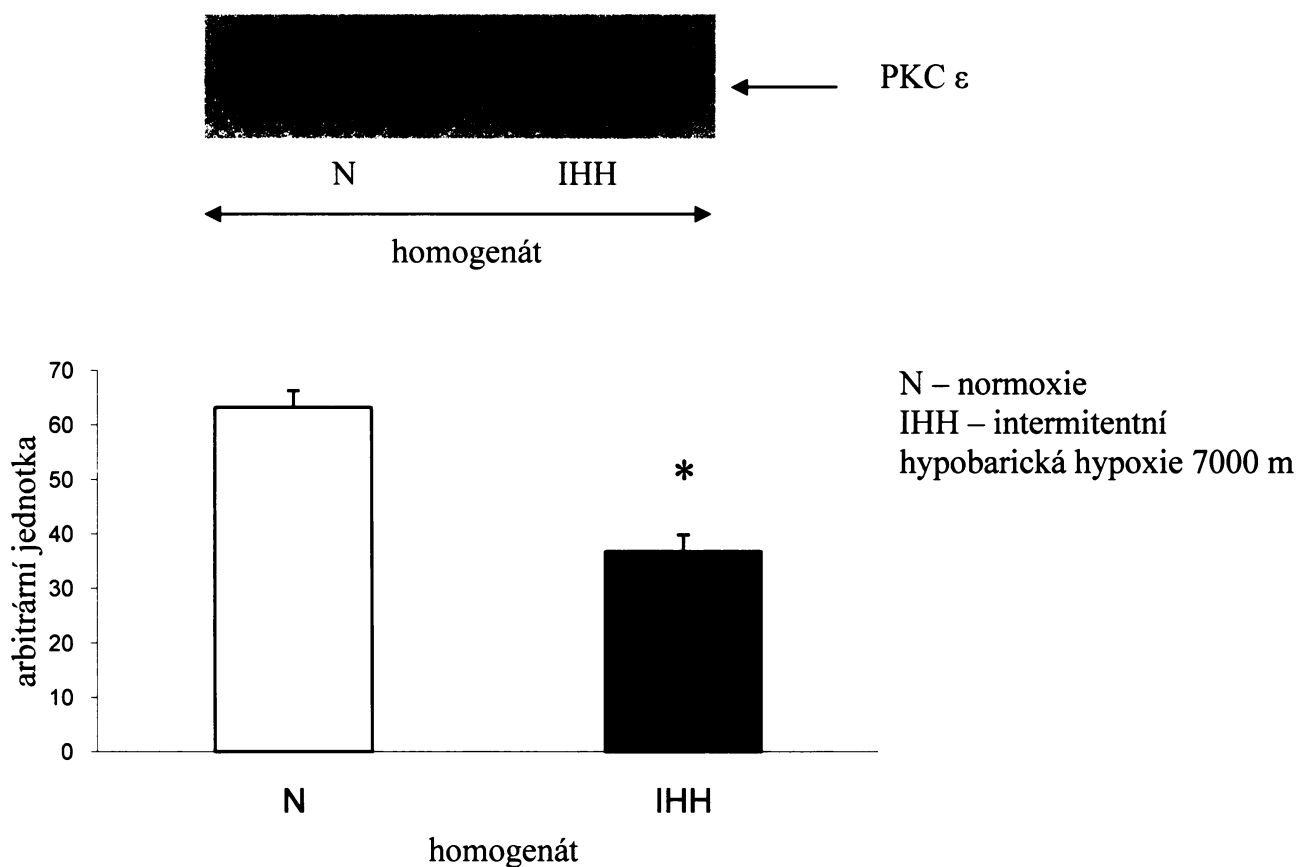 PKC ε
N IHH
homogenát
70
60
50
40
30
20
10
0
arbitrární jednotka
*
N IHH
homogenát
N – normoxie
IHH – intermitentní
hypobarická hypoxie 7000 m